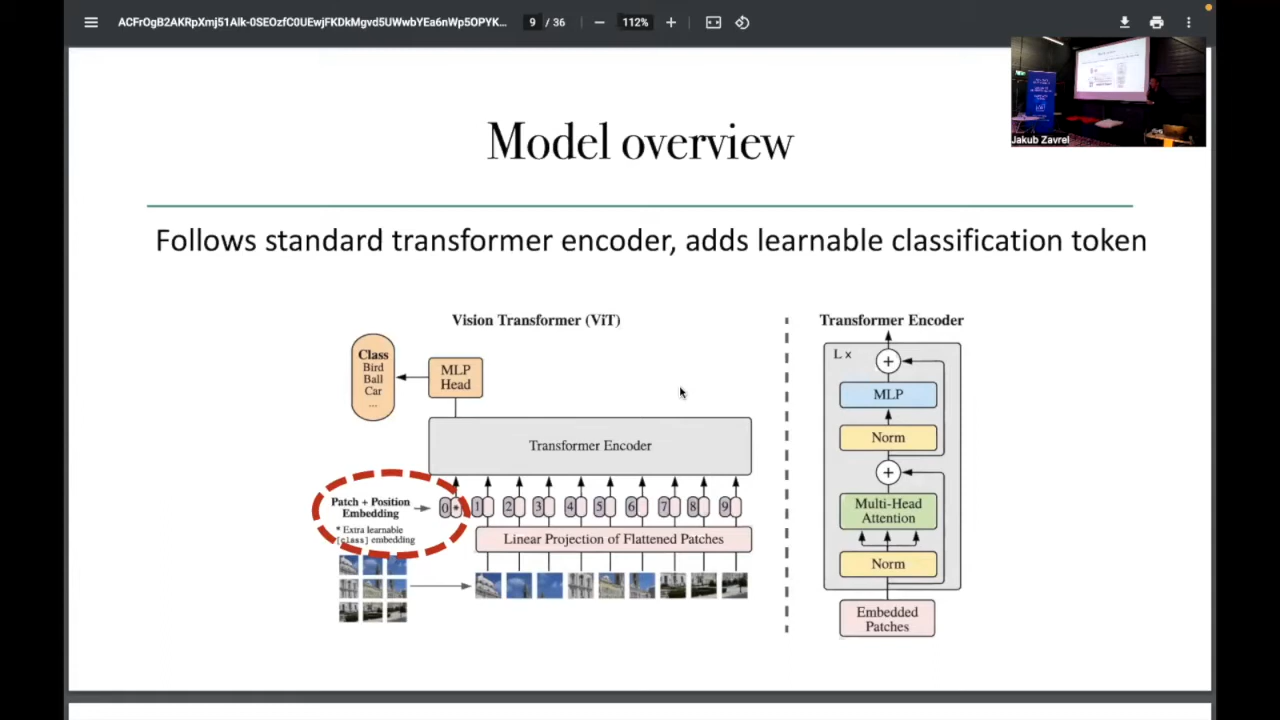 ACFrOgB2AKRpXmj51Alk-0SEOzfC0UEwjFKDkMgvd5UWwbYEa6nWp5OPYK...
9 / 36
112%
Jakub Zavrel
Model overview
Follows standard transformer encoder, adds learnable classification token
Vision Transformer (ViT)
Class
Bird
Ball
Car
...
MLP
Head
Transformer Encoder
Patch + Position
Embedding
* Extra learnable
[class] embedding
0 * 1 2 3 4 5 6 7 8 9
Linear Projection of Flattened Patches
Transformer Encoder
L x
+
MLP
Norm
+
Multi-Head
Attention
Norm
Embedded
Patches